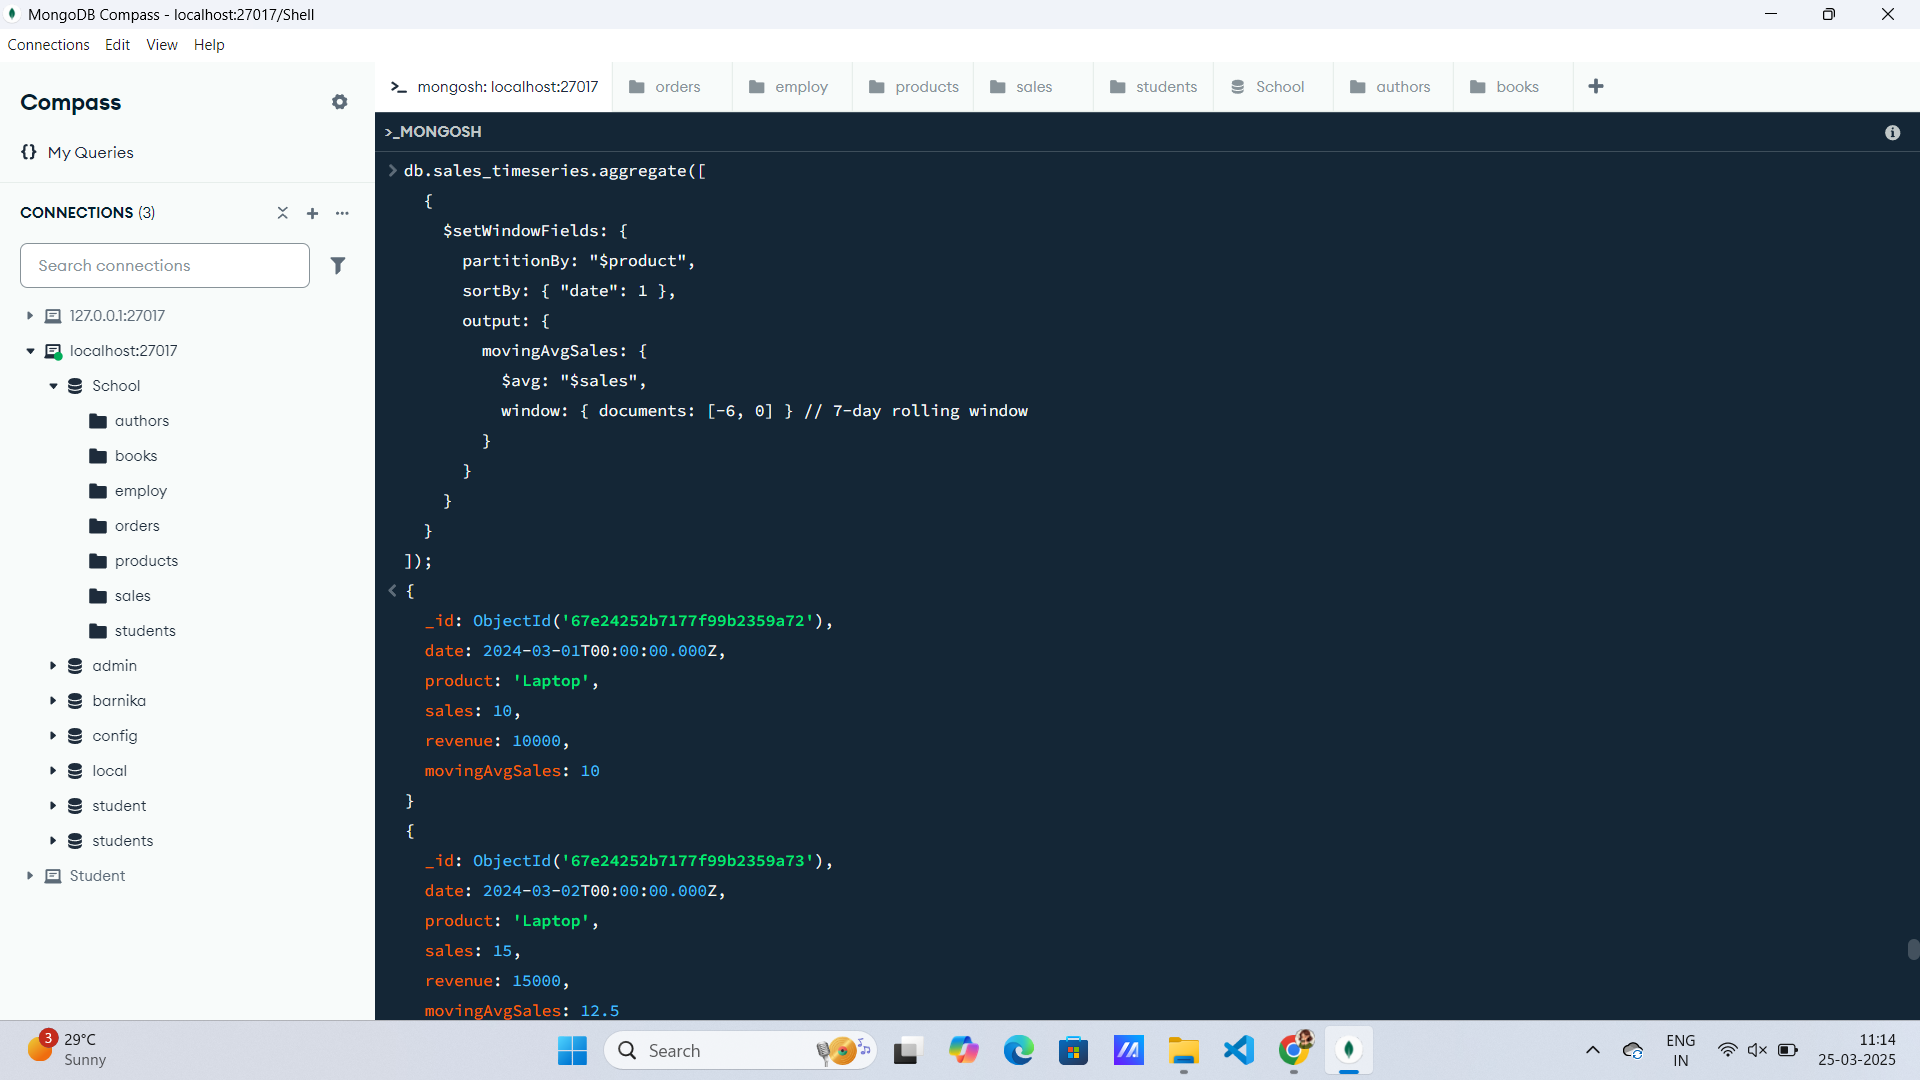 MongoDB Compass - localhost:27017/Shell
Connections Edit View Help
Compass
{} My Queries
CONNECTIONS (3)
Search connections
127.0.0.1:27017
localhost:27017
School
authors
books
employ
orders
products
sales
students
admin
barnika
config
local
student
students
Student
>_ mongosh: localhost:27017 orders employ products sales students School authors books +
>_MONGOSH
> db.sales_timeseries.aggregate([
{
$setWindowFields: {
partitionBy: "$product",
sortBy: { "date": 1 },
output: {
movingAvgSales: {
$avg: "$sales",
window: { documents: [-6, 0] } // 7-day rolling window
}
}
}
}
]);
< {
_id: ObjectId('67e24252b7177f99b2359a72'),
date: 2024-03-01T00:00:00.000Z,
product: 'Laptop',
sales: 10,
revenue: 10000,
movingAvgSales: 10
}
{
_id: ObjectId('67e24252b7177f99b2359a73'),
date: 2024-03-02T00:00:00.000Z,
product: 'Laptop',
sales: 15,
revenue: 15000,
movingAvgSales: 12.5
3
29°C
Sunny
Search
ENG
IN
11:14
25-03-2025